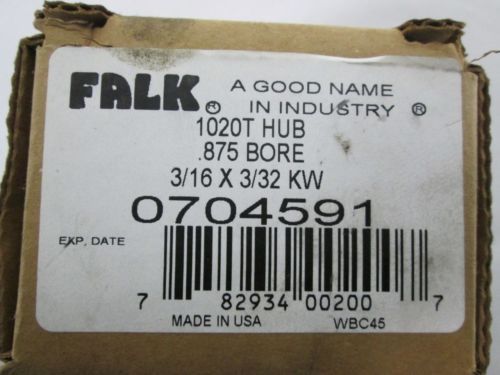 FALK® A GOOD NAME
IN INDUSTRY ®
1020T HUB
.875 BORE
3/16 X 3/32 KW
0704591
EXP. DATE
7 82934 00200 7
MADE IN USA WBC45